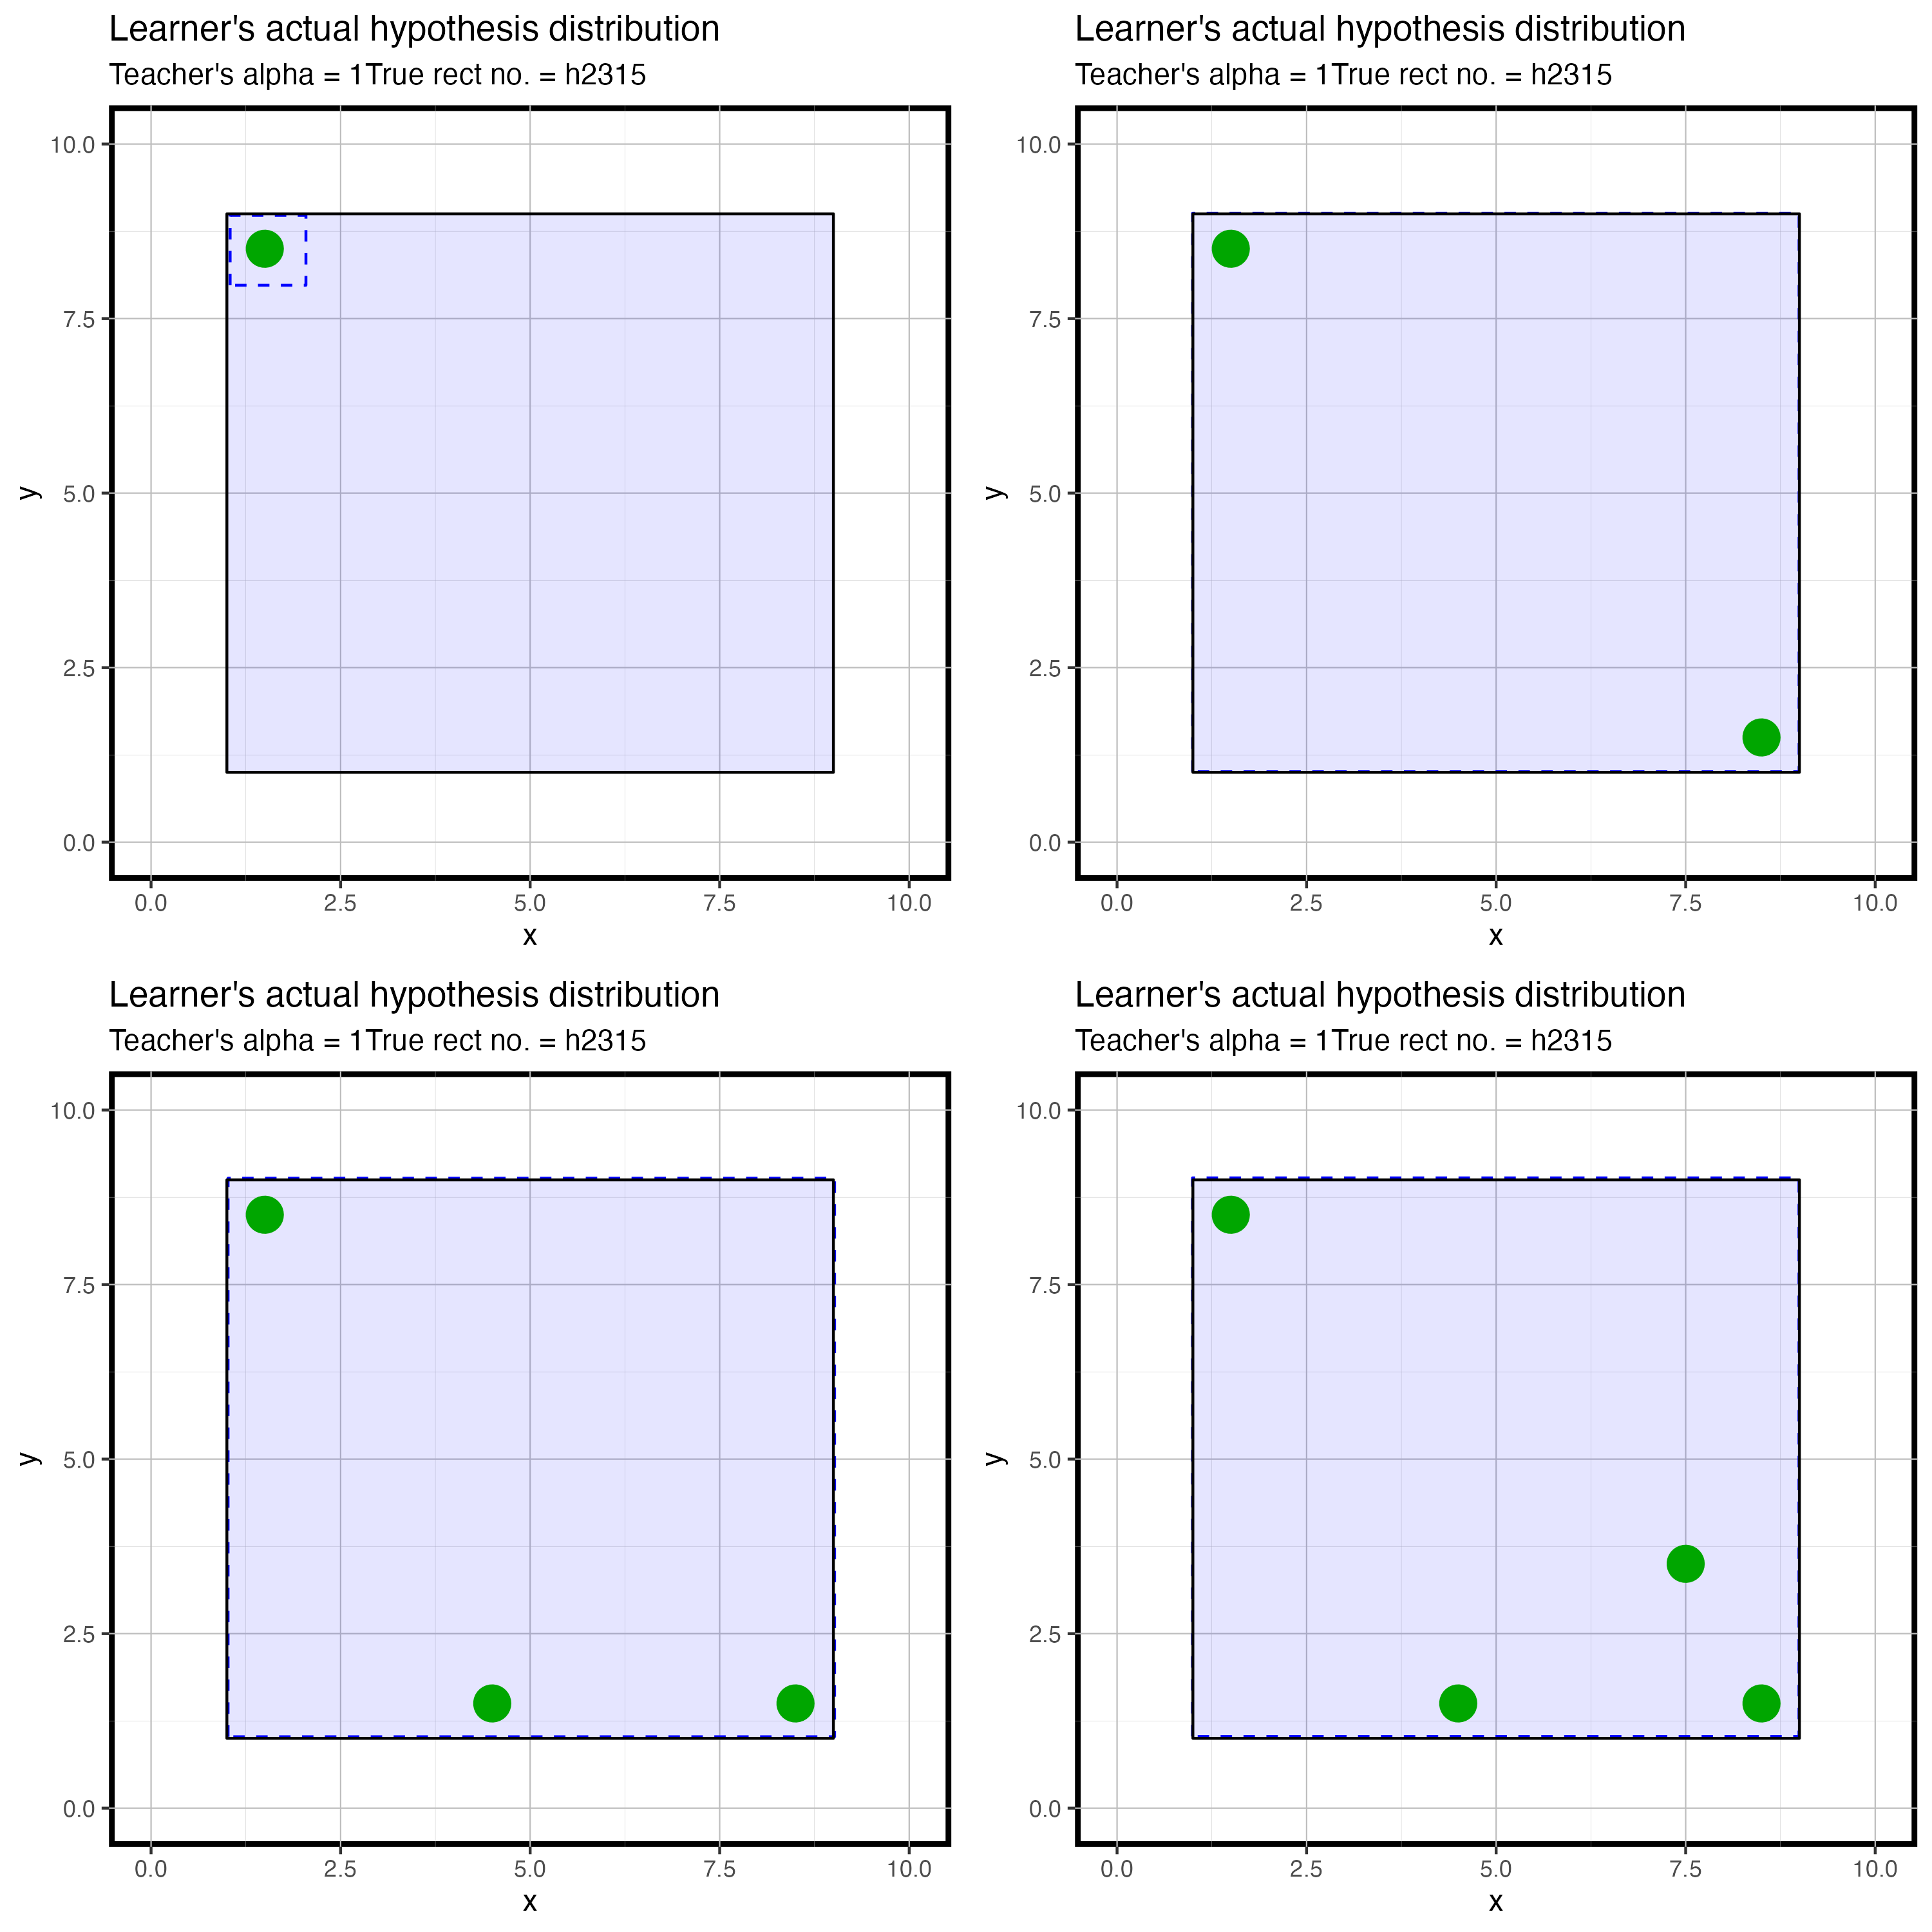 Learner's actual hypothesis distribution
Teacher's alpha = 1True rect no. = h2315
10.0
7.5
5.0
2.5
0.0
y
0.0 2.5 5.0 7.5 10.0
x
Learner's actual hypothesis distribution
Teacher's alpha = 1True rect no. = h2315
10.0
7.5
5.0
2.5
0.0
y
0.0 2.5 5.0 7.5 10.0
x
Learner's actual hypothesis distribution
Teacher's alpha = 1True rect no. = h2315
10.0
7.5
5.0
2.5
0.0
y
0.0 2.5 5.0 7.5 10.0
x
Learner's actual hypothesis distribution
Teacher's alpha = 1True rect no. = h2315
10.0
7.5
5.0
2.5
0.0
y
0.0 2.5 5.0 7.5 10.0
x